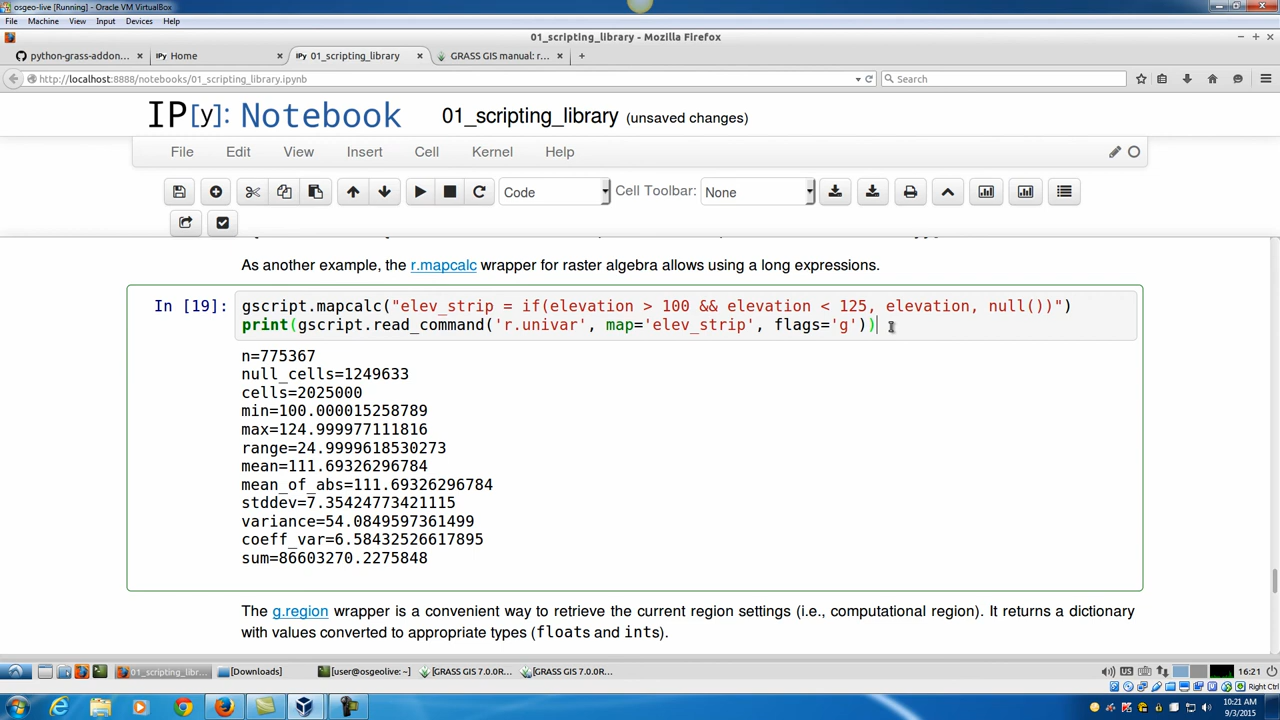 osgeo-live [Running] - Oracle VM VirtualBox
File Machine View Input Devices Help
01_scripting_library - Mozilla Firefox
python-grass-addon... IPy Home IPy 01_scripting_library GRASS GIS manual: r...
http://localhost:8888/notebooks/01_scripting_library.ipynb Search
IP[y]: Notebook 01_scripting_library (unsaved changes)
File Edit View Insert Cell Kernel Help
Code Cell Toolbar: None
As another example, the r.mapcalc wrapper for raster algebra allows using a long expressions.
In [19]: gscript.mapcalc("elev_strip = if(elevation > 100 && elevation < 125, elevation, null())")
print(gscript.read_command('r.univar', map='elev_strip', flags='g'))
n=775367
null_cells=1249633
cells=2025000
min=100.000015258789
max=124.999977111816
range=24.9999618530273
mean=111.69326296784
mean_of_abs=111.69326296784
stddev=7.35424773421115
variance=54.0849597361499
coeff_var=6.58432526617895
sum=86603270.2275848
The g.region wrapper is a convenient way to retrieve the current region settings (i.e., computational region). It returns a dictionary
with values converted to appropriate types (floats and ints).
01_scripting_libr... [Downloads] [user@osgeolive: ~] [GRASS GIS 7.0.0R... [GRASS GIS 7.0.0R... US 16:21
Right Ctrl
10:21 AM
9/3/2015